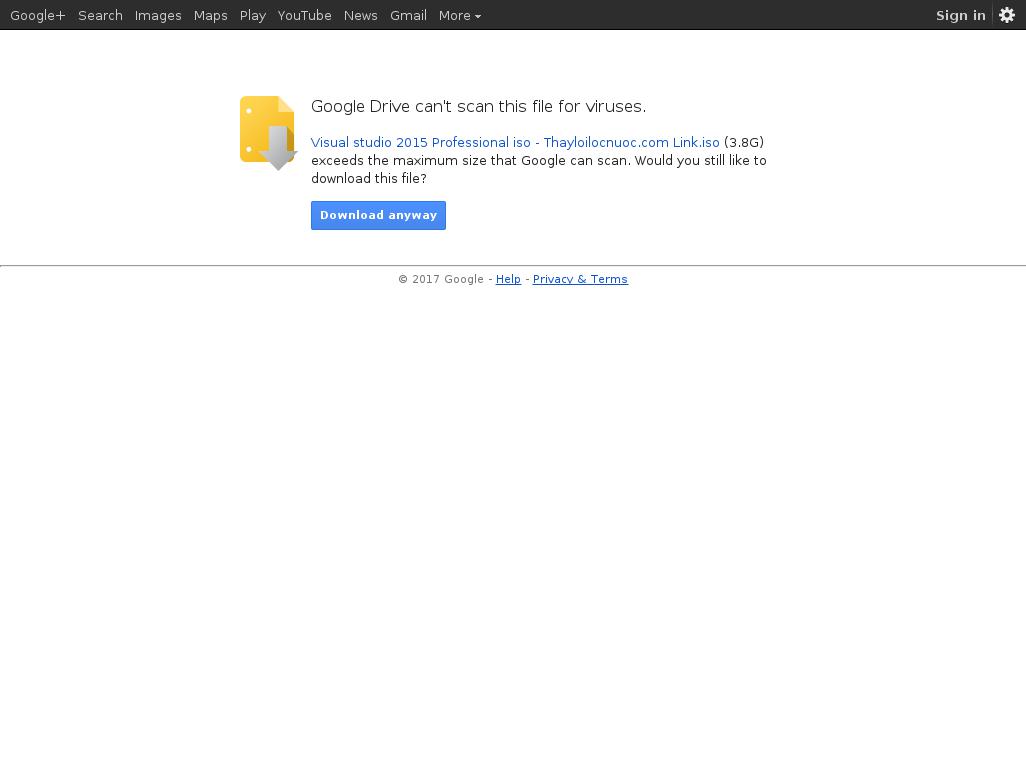 Google+ Search Images Maps Play YouTube News Gmail More Sign in
Google Drive can't scan this file for viruses.
Visual studio 2015 Professional iso - Thayloilocnuoc.com Link.iso (3.8G)
exceeds the maximum size that Google can scan. Would you still like to
download this file?
Download anyway
© 2017 Google - Help - Privacy & Terms